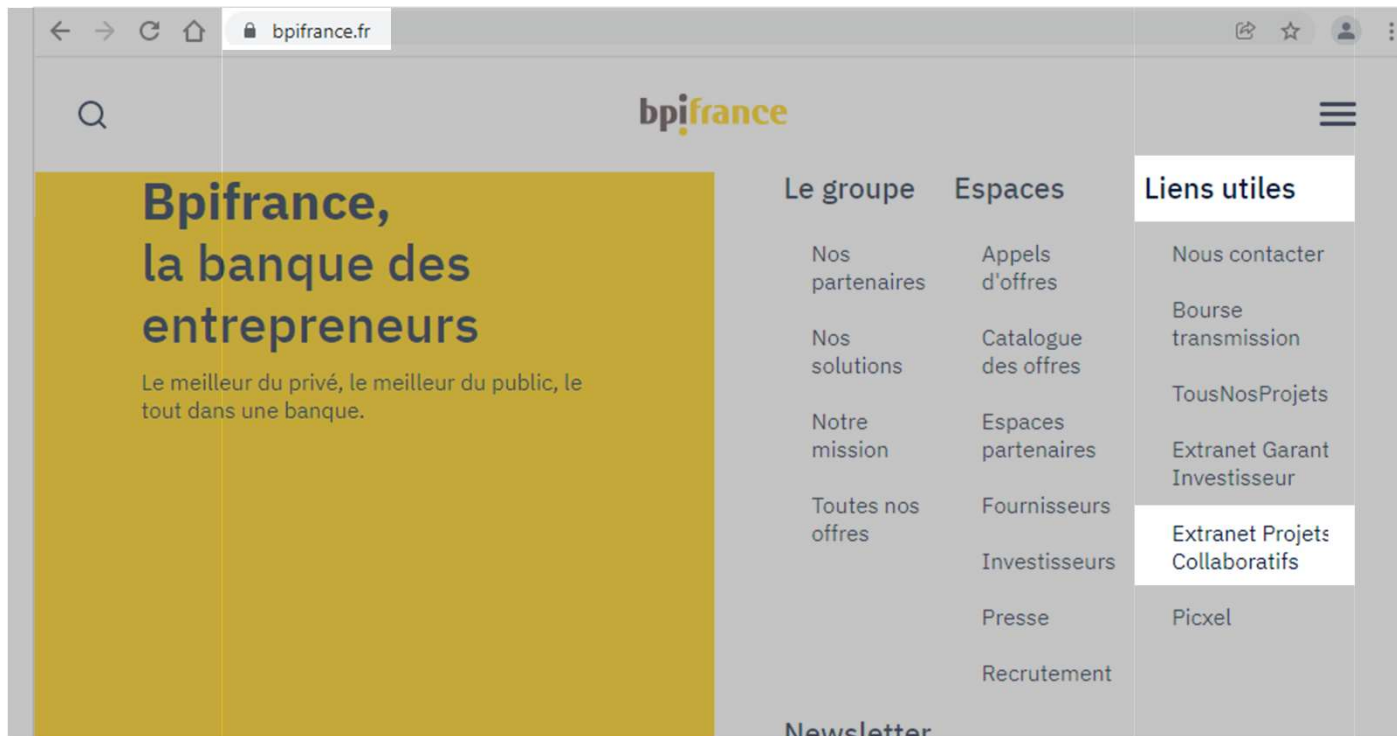 bpifrance.fr
bpifrance
Bpifrance,
la banque des
entrepreneurs
Le meilleur du privé, le meilleur du public, le
tout dans une banque.
Le groupe
Nos
partenaires
Nos
solutions
Notre
mission
Toutes nos
offres
Espaces
Appels
d'offres
Catalogue
des offres
Espaces
partenaires
Fournisseurs
Investisseurs
Presse
Recrutement
Liens utiles
Nous contacter
Bourse
transmission
TousNosProjets
Extranet Garant
Investisseur
Extranet Projets
Collaboratifs
Picxel
Newsletter